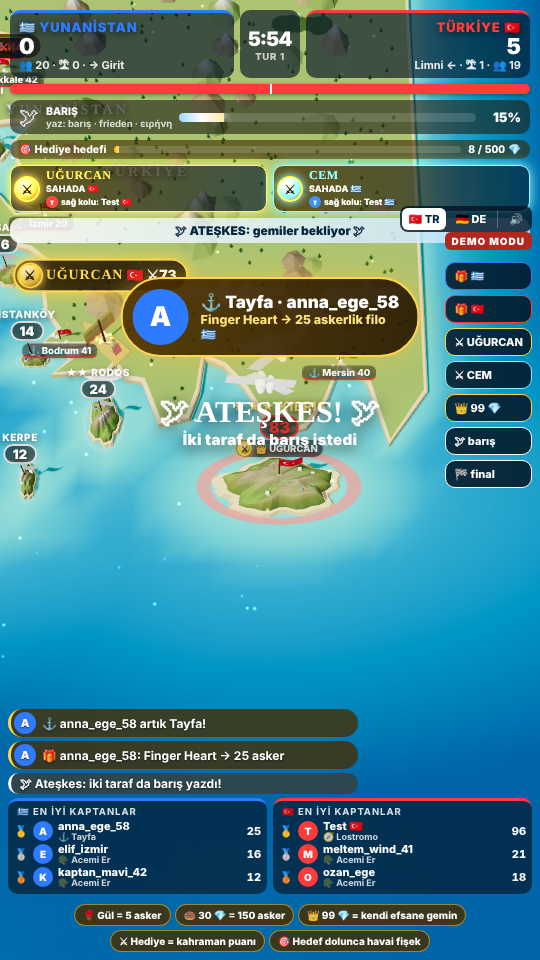 YUNANİSTAN
0
20 · 0 · → Girit
5:54
TUR 1
TÜRKİYE
5
Limni ← · 1 · 19
BARIŞ
yaz: barış · frieden · ειρήνη
15%
Hediye hedefi
8 / 500
UĞURCAN
SAHADA
T sağ kolu: Test
CEM
SAHADA
T sağ kolu: Test
İzmir 20
TR
DE
ATEŞKES: gemiler bekliyor
DEMO MODU
UĞURCAN 73
A
Tayfa · anna_ege_58
Finger Heart → 25 askerlik filo
UĞURCAN
CEM
99
barış
final
14
Bodrum 41
RODOS
24
Mersin 40
ATEŞKES!
83
İki taraf da barış istedi
UĞURCAN
KERPE
12
A anna_ege_58 artık Tayfa!
A anna_ege_58: Finger Heart → 25 asker
Ateşkes: iki taraf da barış yazdı!
EN İYİ KAPTANLAR
A anna_ege_58 25
Tayfa
E elif_izmir 16
Acemi Er
K kaptan_mavi_42 12
Acemi Er
EN İYİ KAPTANLAR
T Test 96
Lostromo
M meltem_wind_41 21
Acemi Er
O ozan_ege 18
Acemi Er
Gül = 5 asker
30 = 150 asker
99 = kendi efsane gemin
Hediye = kahraman puanı
Hedef dolunca havai fişek